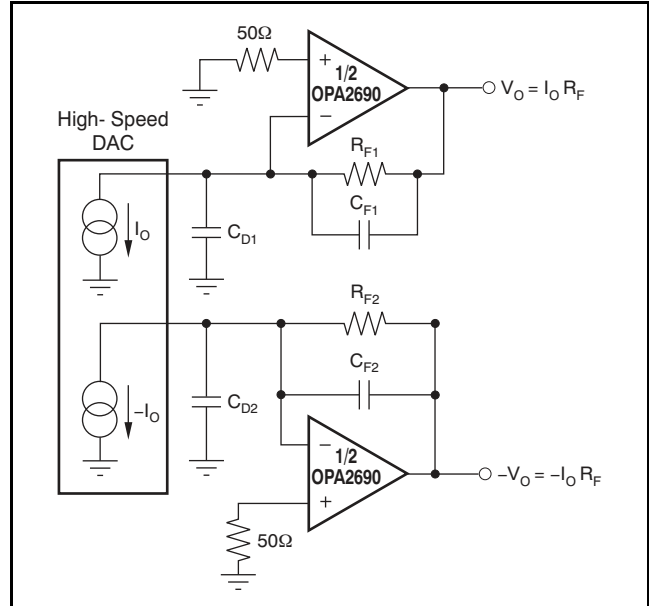 50Ω
+
1/2
OPA2690
−
V_O = I_O R_F
High- Speed
DAC
R_F1
C_F1
I_O
C_D1
R_F2
C_F2
−I_O
C_D2
−
1/2
OPA2690
+
−V_O = −I_O R_F
50Ω